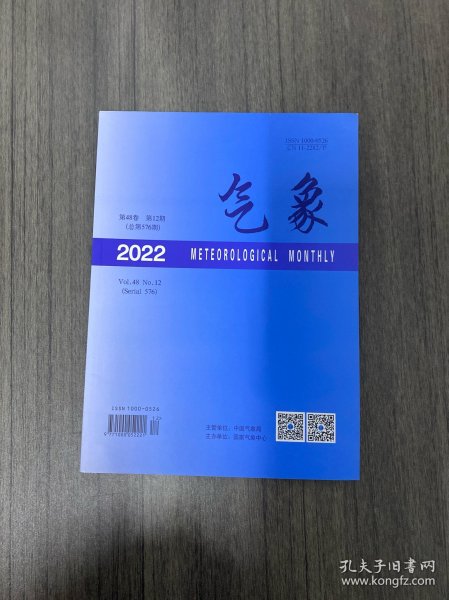 ISSN 1000-0526
CN 11-2282/P
气象
第48卷 第12期
(总第576期)
2022
METEOROLOGICAL MONTHLY
Vol.48 No.12
(Serial 576)
ISSN 1000-0526
主管单位:中国气象局
主办单位:国家气象中心
孔夫子旧书网
www.kongfz.com